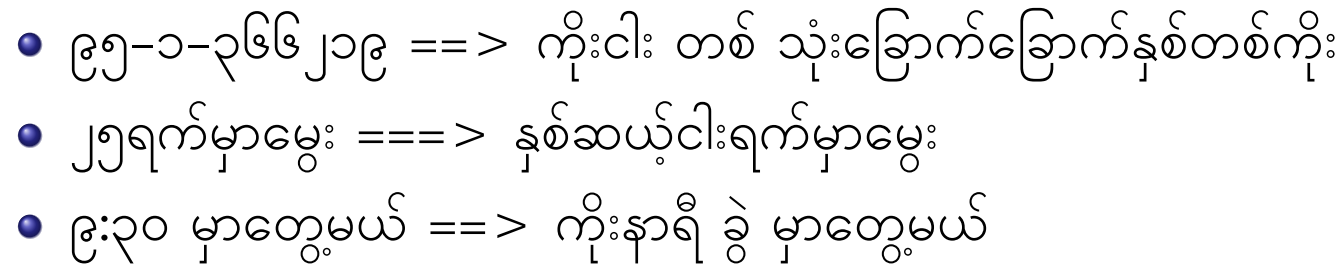 ၉၅-၁-၃၆၆၂၁၉ ==> ကိုးငါး တစ် သုံးခြောက်ခြောက်နှစ်တစ်ကိုး
၂၅ရက်မှာမွေး ===> နှစ်ဆယ့်ငါးရက်မှာမွေး
၉:၃၀ မှာတွေ့မယ် ==> ကိုးနာရီ ခွဲ မှာတွေ့မယ်